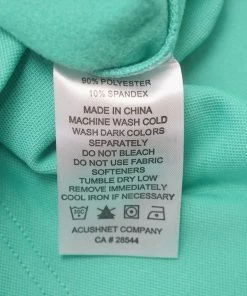 90% POLYESTER
10% SPANDEX
MADE IN CHINA
MACHINE WASH COLD
WASH DARK COLORS
SEPARATELY
DO NOT BLEACH
DO NOT USE FABRIC
SOFTENERS
TUMBLE DRY LOW
REMOVE IMMEDIATELY
COOL IRON IF NECESSARY
ACUSHNET COMPANY
CA # 28544